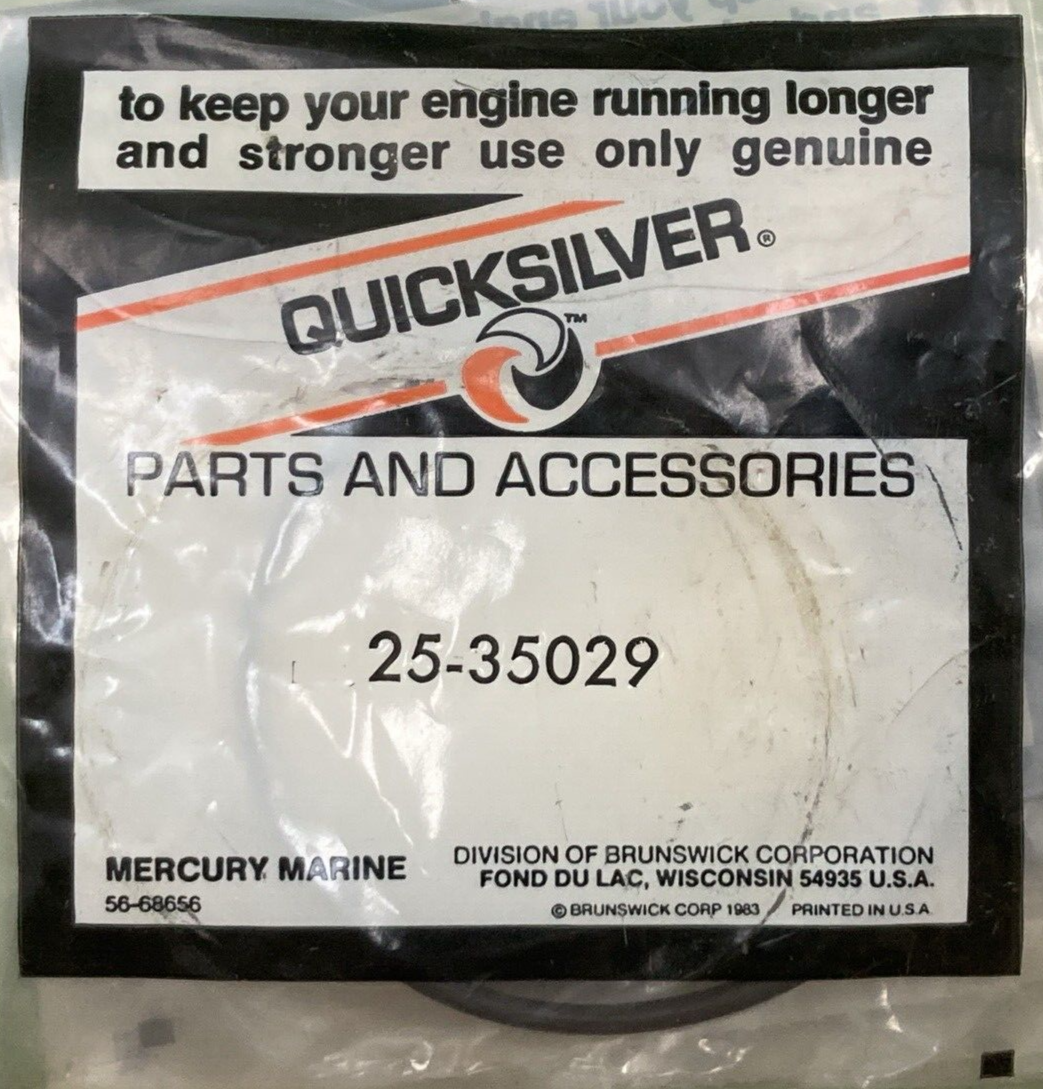 to keep your engine running longer
and stronger use only genuine
QUICKSILVER®
™
PARTS AND ACCESSORIES
25-35029
MERCURY MARINE
56-68656
DIVISION OF BRUNSWICK CORPORATION
FOND DU LAC, WISCONSIN 54935 U.S.A.
© BRUNSWICK CORP 1983 PRINTED IN U.S.A.